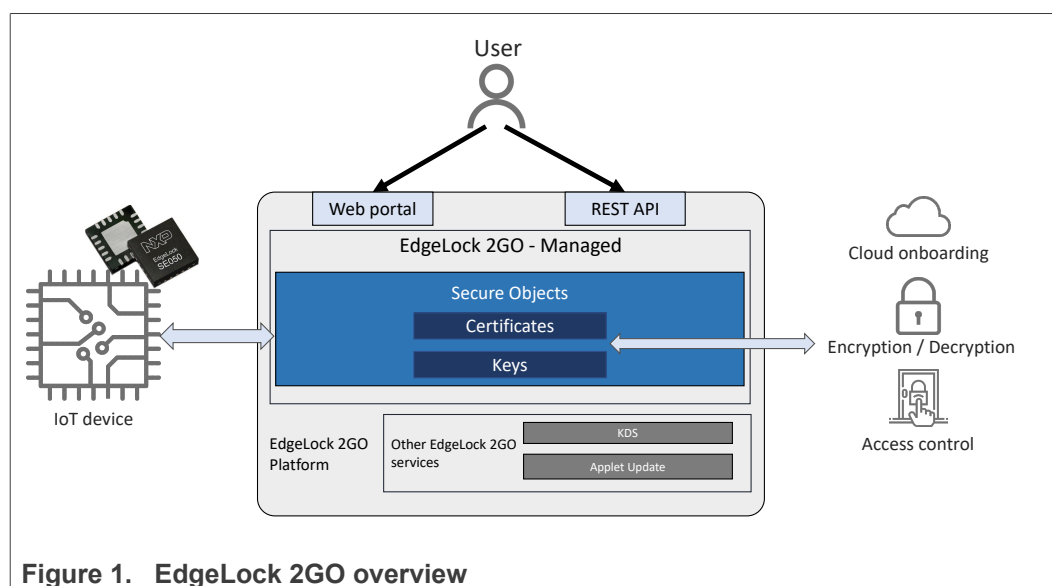 User
Web portal
REST API
EdgeLock 2GO - Managed
NXP
EdgeLock
SE050
Secure Objects
Certificates
Keys
IoT device
Cloud onboarding
Encryption / Decryption
Access control
EdgeLock 2GO
Platform
Other EdgeLock 2GO
services
KDS
Applet Update
Figure 1. EdgeLock 2GO overview